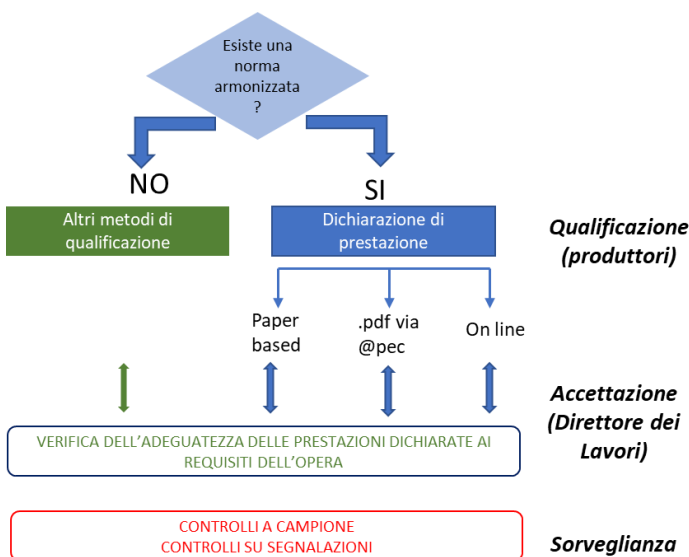 Esiste una
norma
armonizzata
?
NO
SI
Altri metodi di
qualificazione
Dichiarazione di
prestazione
Qualificazione
(produttori)
Paper
based
.pdf via
@pec
On line
Accettazione
(Direttore dei
Lavori)
VERIFICA DELL’ADEGUATEZZA DELLE PRESTAZIONI DICHIARATE AI
REQUISITI DELL’OPERA
CONTROLLI A CAMPIONE
CONTROLLI SU SEGNALAZIONI
Sorveglianza